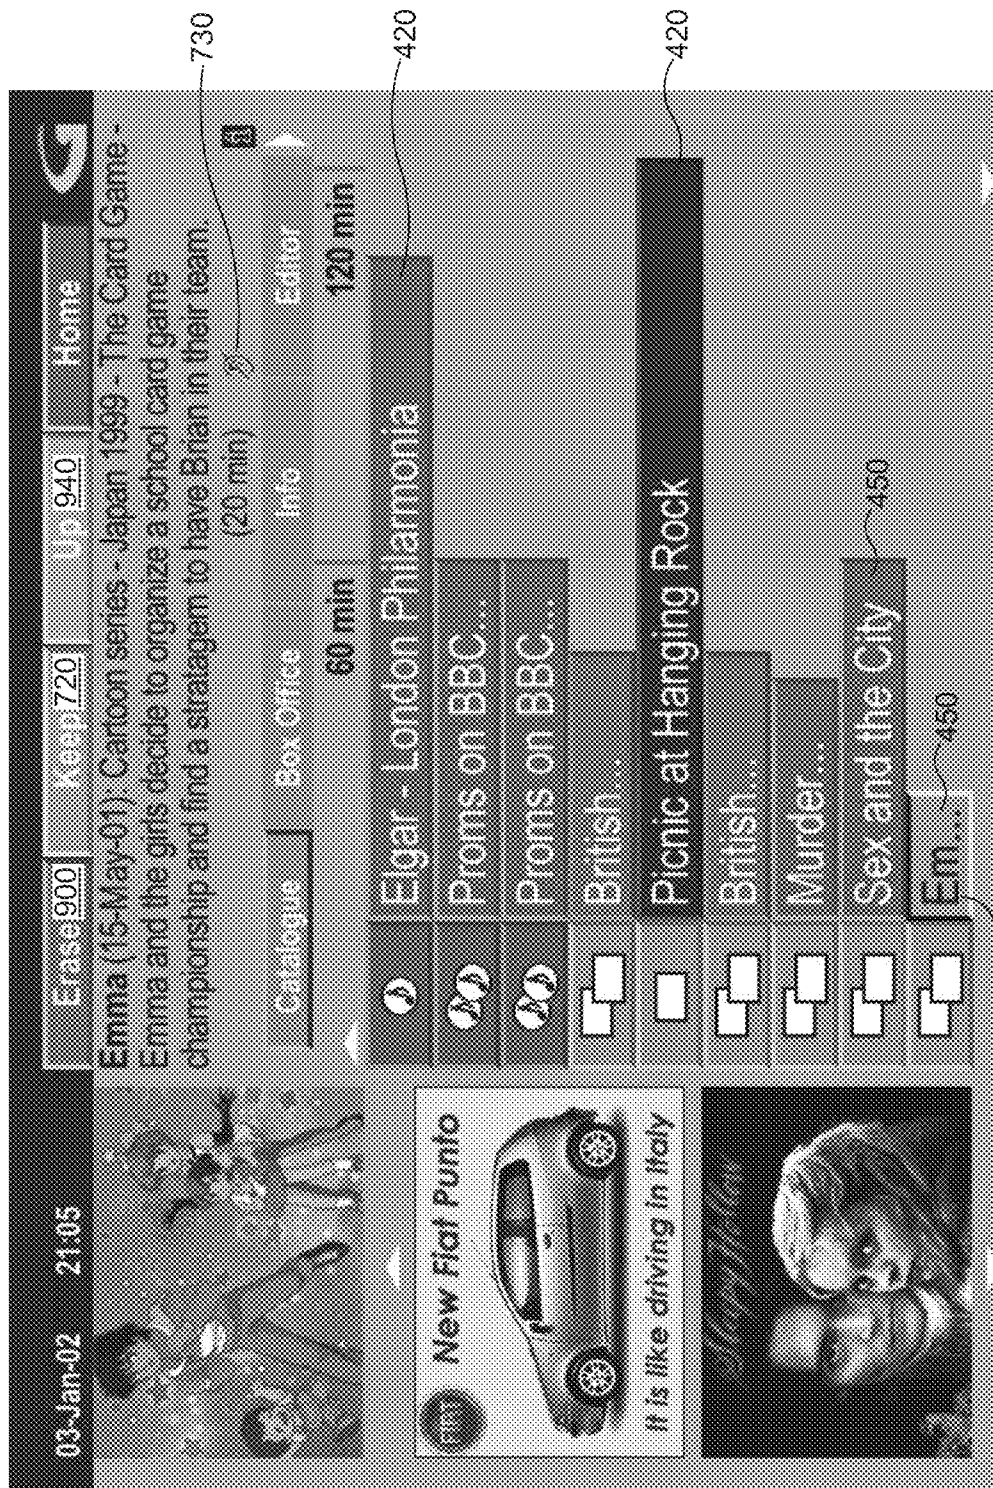 03-Jan-02 21:05
Erase 900 Keep 720 Up 940 Home
Emma (15-May-01): Cartoon series - Japan 1999 - The Card Game -
Emma and the girls decide to organize a school card game
championship and find a stratagem to have Brian in their team.
(20 min)
730
Catalogue Box Office Info Editor
60 min 120 min
Elgar - London Philarmonia
420
Proms on BBC...
Proms on BBC...
British...
Picnic at Hanging Rock
420
British...
Murder...
Sex and the City
450
Em...
450
New Fiat Punto
It is like driving in Italy